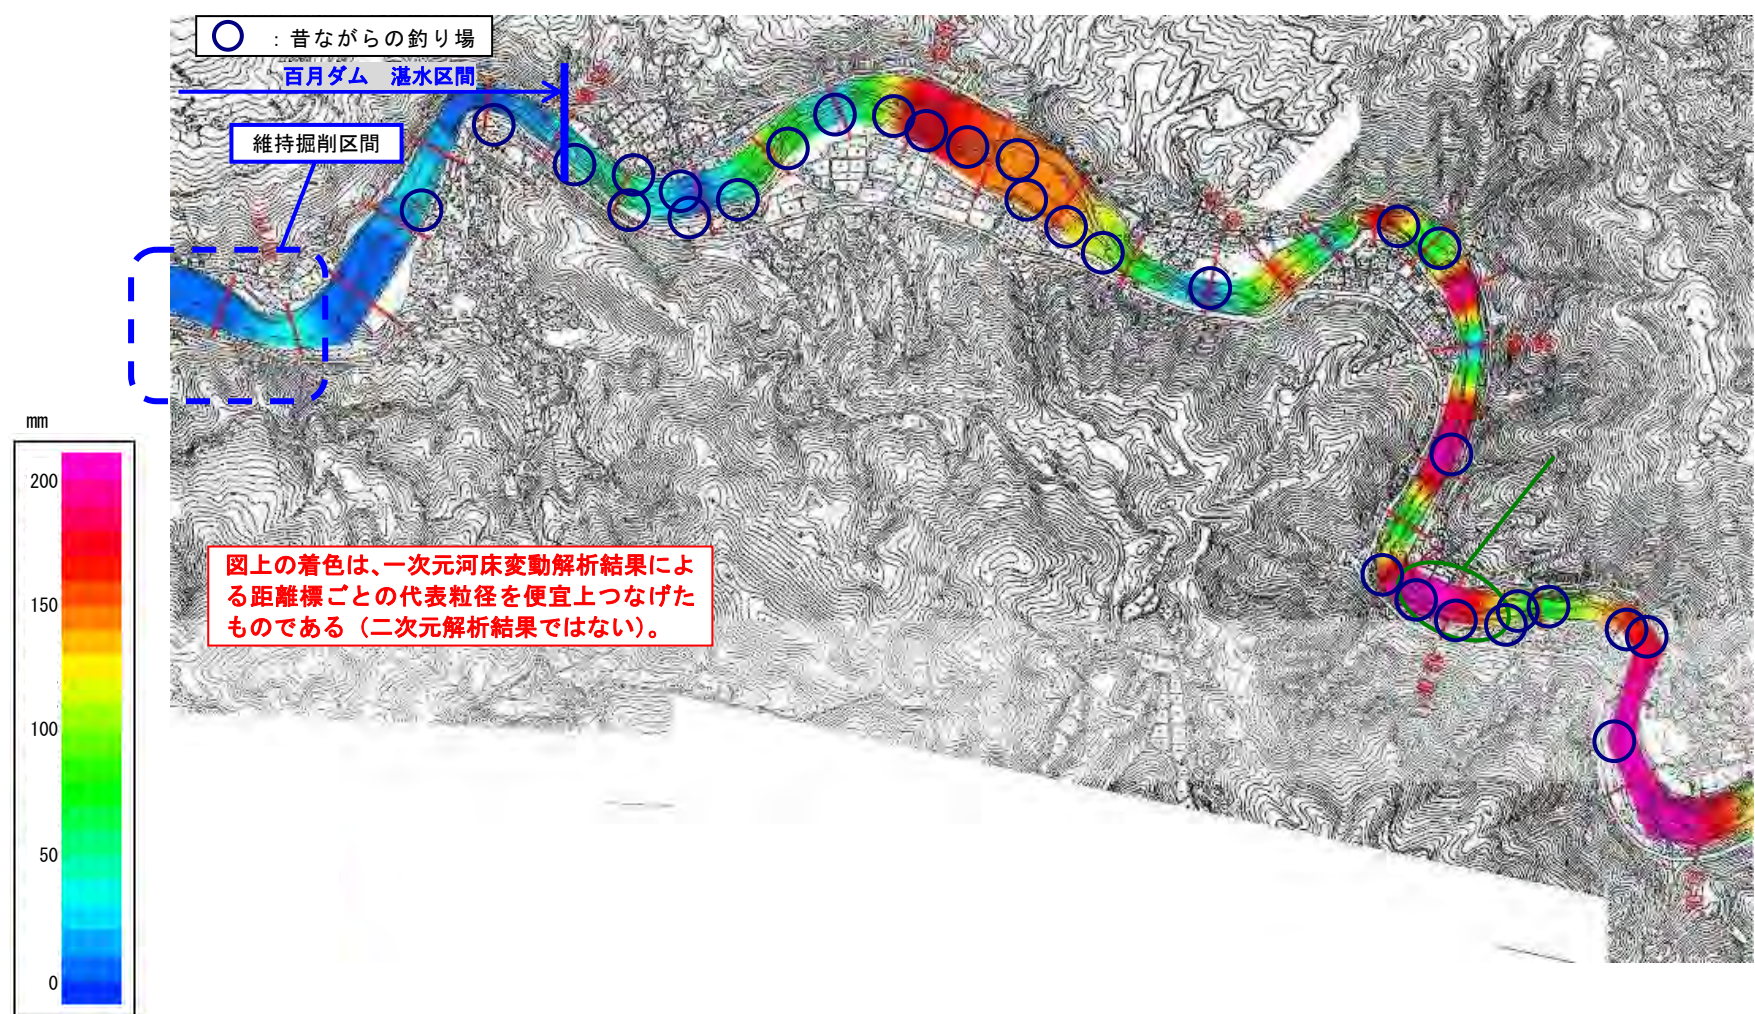 ：昔ながらの釣り場
百月ダム　湛水区間
維持掘削区間
mm
200
150
100
50
0
図上の着色は、一次元河床変動解析結果によ
る距離標ごとの代表粒径を便宜上つなげた
ものである（二次元解析結果ではない）。